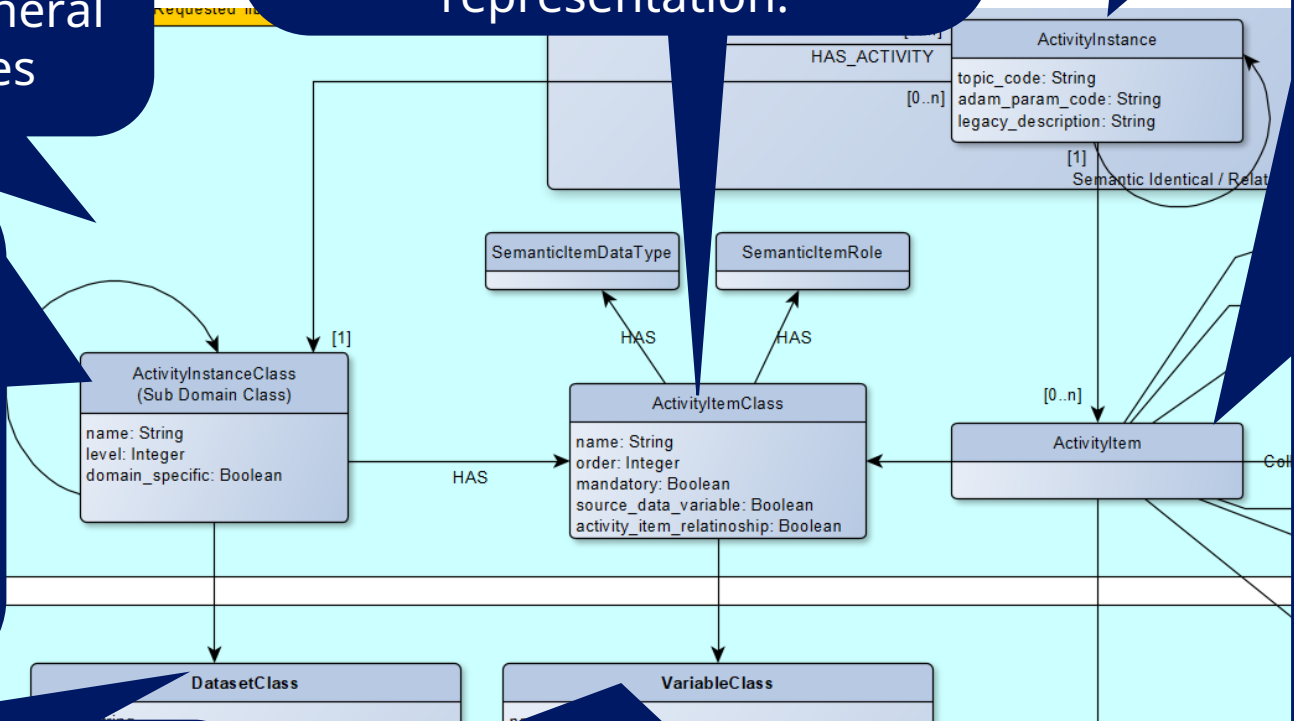 neral
es
representation.
Requested
HAS_ACTIVITY
[0..n]
ActivityInstance
topic_code: String
adam_param_code: String
legacy_description: String
[1]
Semantic Identical / Relat
SemanticItemDataType
SemanticItemRole
HAS
HAS
[1]
ActivityInstanceClass
(Sub Domain Class)
name: String
level: Integer
domain_specific: Boolean
HAS
ActivityItemClass
name: String
order: Integer
mandatory: Boolean
source_data_variable: Boolean
activity_item_relatinoship: Boolean
[0..n]
ActivityItem
Coll
DatasetClass
VariableClass